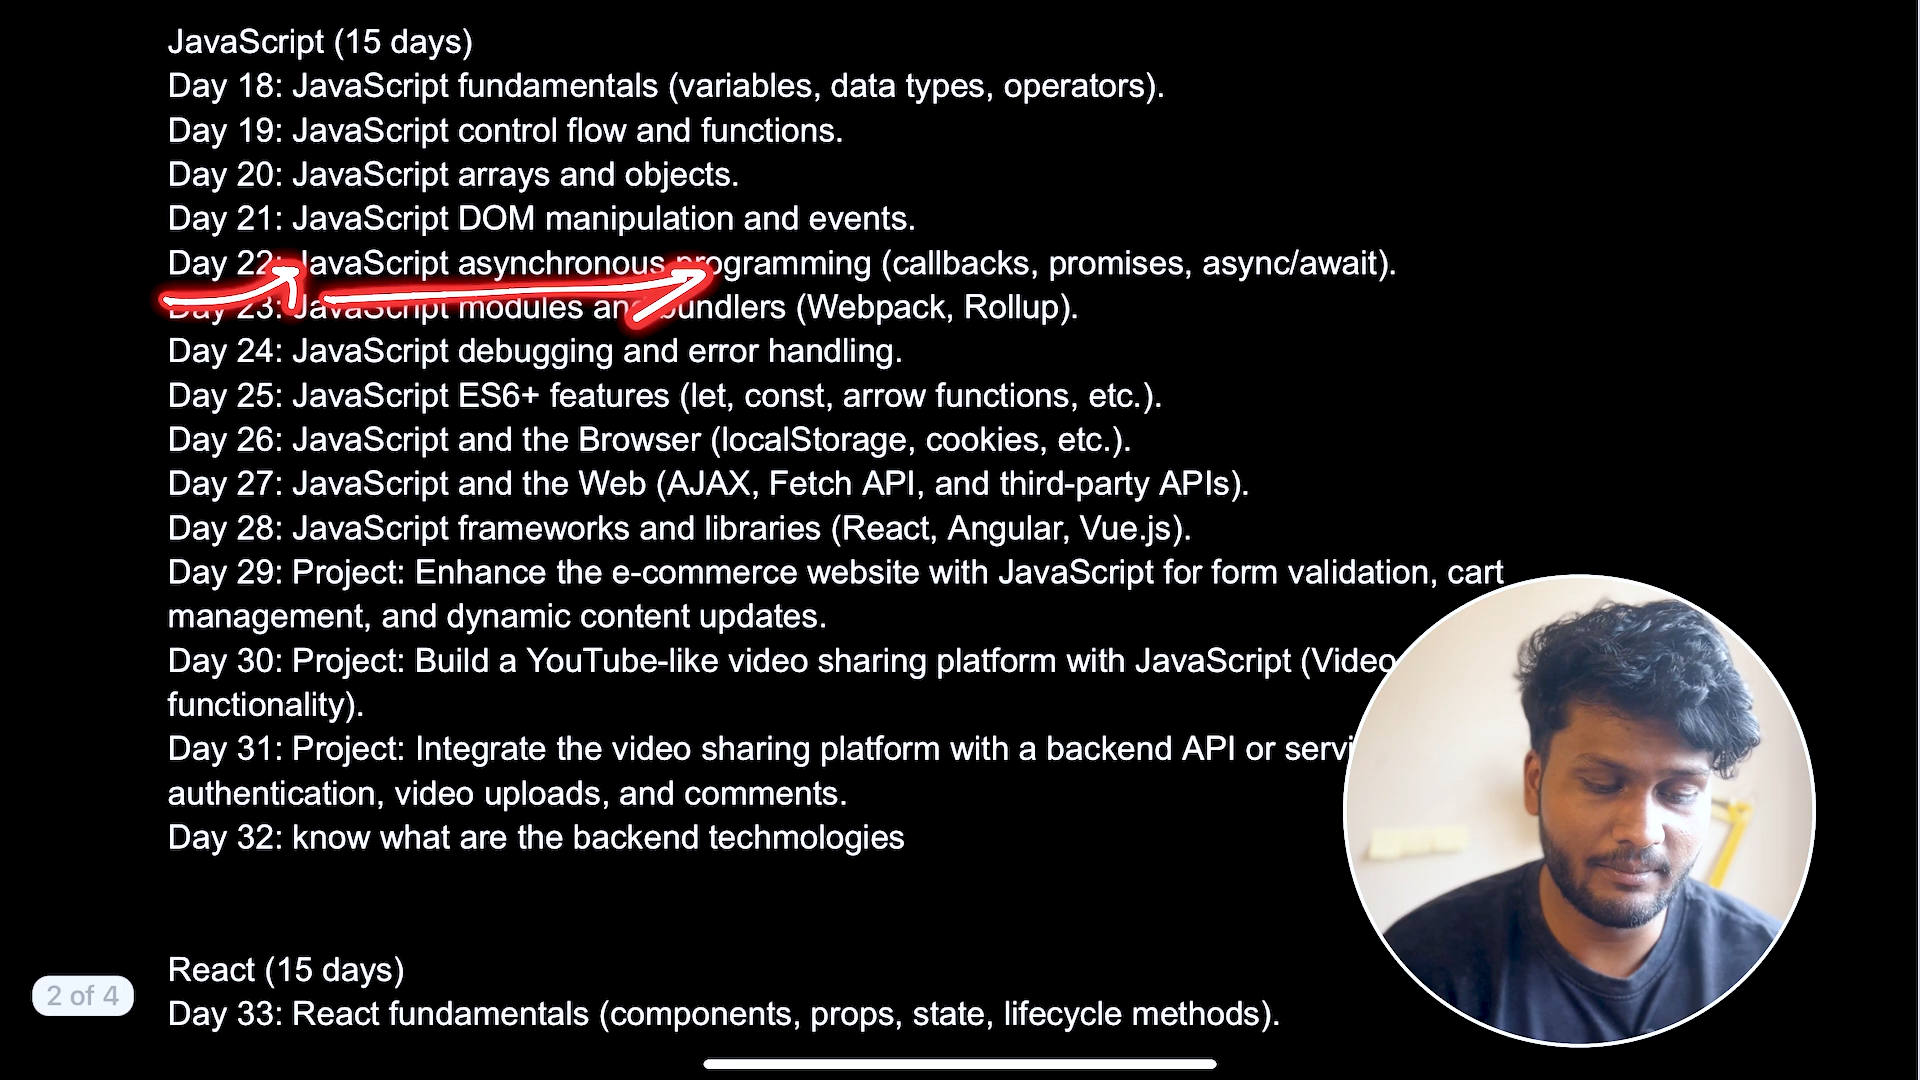 JavaScript (15 days)
Day 18: JavaScript fundamentals (variables, data types, operators).
Day 19: JavaScript control flow and functions.
Day 20: JavaScript arrays and objects.
Day 21: JavaScript DOM manipulation and events.
Day 22: JavaScript asynchronous programming (callbacks, promises, async/await).
Day 23: JavaScript modules and bundlers (Webpack, Rollup).
Day 24: JavaScript debugging and error handling.
Day 25: JavaScript ES6+ features (let, const, arrow functions, etc.).
Day 26: JavaScript and the Browser (localStorage, cookies, etc.).
Day 27: JavaScript and the Web (AJAX, Fetch API, and third-party APIs).
Day 28: JavaScript frameworks and libraries (React, Angular, Vue.js).
Day 29: Project: Enhance the e-commerce website with JavaScript for form validation, cart
management, and dynamic content updates.
Day 30: Project: Build a YouTube-like video sharing platform with JavaScript (Video
functionality).
Day 31: Project: Integrate the video sharing platform with a backend API or
authentication, video uploads, and comments.
Day 32: know what are the backend techmologies
React (15 days)
2 of 4
Day 33: React fundamentals (components, props, state, lifecycle methods).